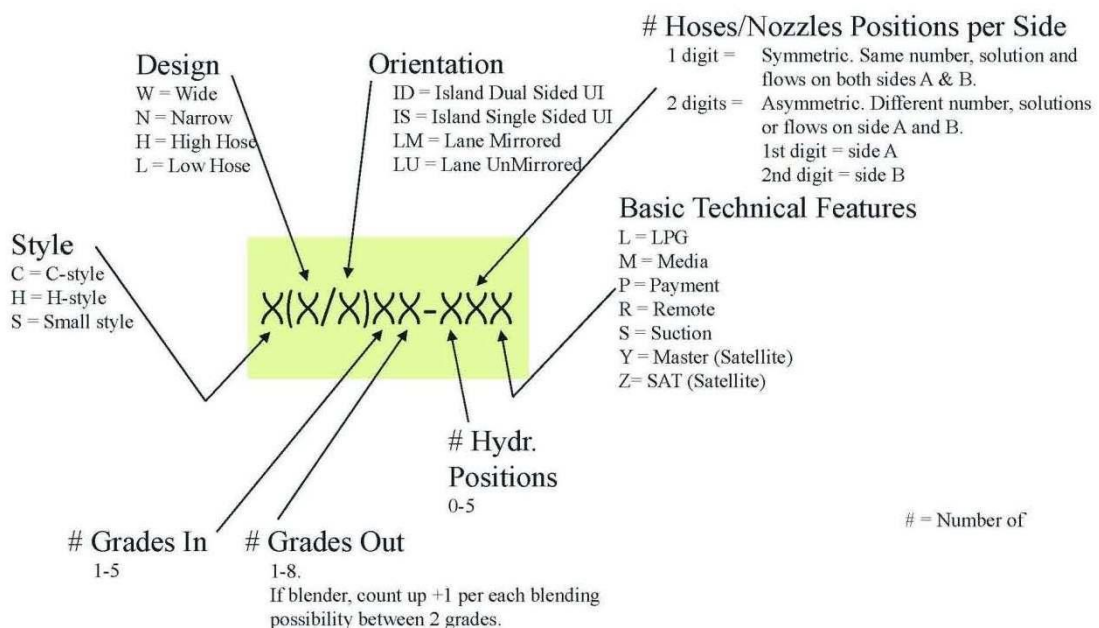 # Hoses/Nozzles Positions per Side
1 digit = Symmetric. Same number, solution and
flows on both sides A & B.
2 digits = Asymmetric. Different number, solutions
or flows on side A and B.
1st digit = side A
2nd digit = side B
Design
W = Wide
N = Narrow
H = High Hose
L = Low Hose
Orientation
ID = Island Dual Sided UI
IS = Island Single Sided UI
LM = Lane Mirrored
LU = Lane UnMirrored
Basic Technical Features
L = LPG
M = Media
P = Payment
R = Remote
S = Suction
Y = Master (Satellite)
Z= SAT (Satellite)
Style
C = C-style
H = H-style
S = Small style
X(X/X)XX-XXX
# Hydr.
Positions
0-5
# Grades In
1-5
# Grades Out
1-8.
If blender, count up +1 per each blending
possibility between 2 grades.
# = Number of